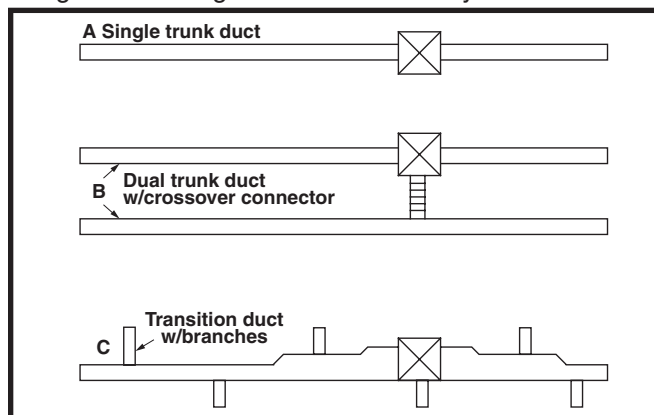 A Single trunk duct
B
Dual trunk duct
w/crossover connector
C
Transition duct
w/branches